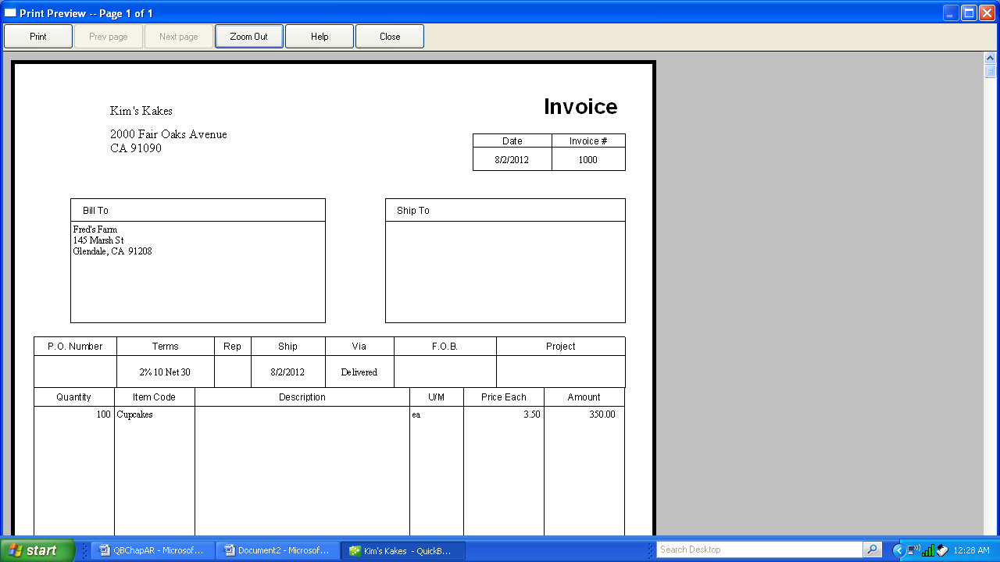 Print Preview -- Page 1 of 1
Print Prev page Next page Zoom Out Help Close
Kim's Kakes
Invoice
2000 Fair Oaks Avenue
CA 91090
Date Invoice #
8/2/2012 1000
Bill To
Fred's Farm
145 Marsh St
Glendale, CA 91208
Ship To
P.O. Number Terms Rep Ship Via F.O.B. Project
2% 10 Net 30 8/2/2012 Delivered
Quantity Item Code Description U/M Price Each Amount
100 Cupcakes ea 3.50 350.00
start QBChapAR - Microsof... Document2 - Microsof... Kim's Kakes - QuickB... Search Desktop 12:28 AM